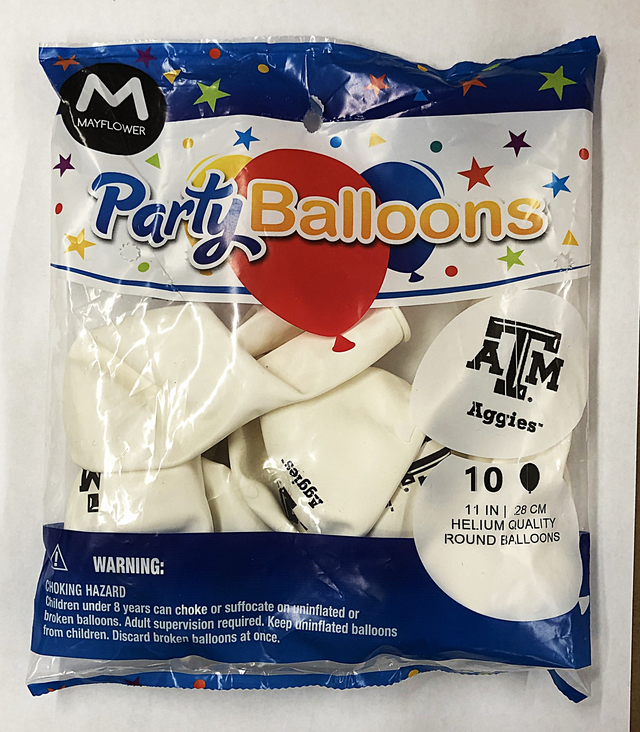 M
MAYFLOWER
Party Balloons
ATM
Aggies™
M
Aggies™
10
11 IN | 28 CM
HELIUM QUALITY
ROUND BALLOONS
WARNING:
CHOKING HAZARD
Children under 8 years can choke or suffocate on uninflated or
broken balloons. Adult supervision required. Keep uninflated balloons
from children. Discard broken balloons at once.